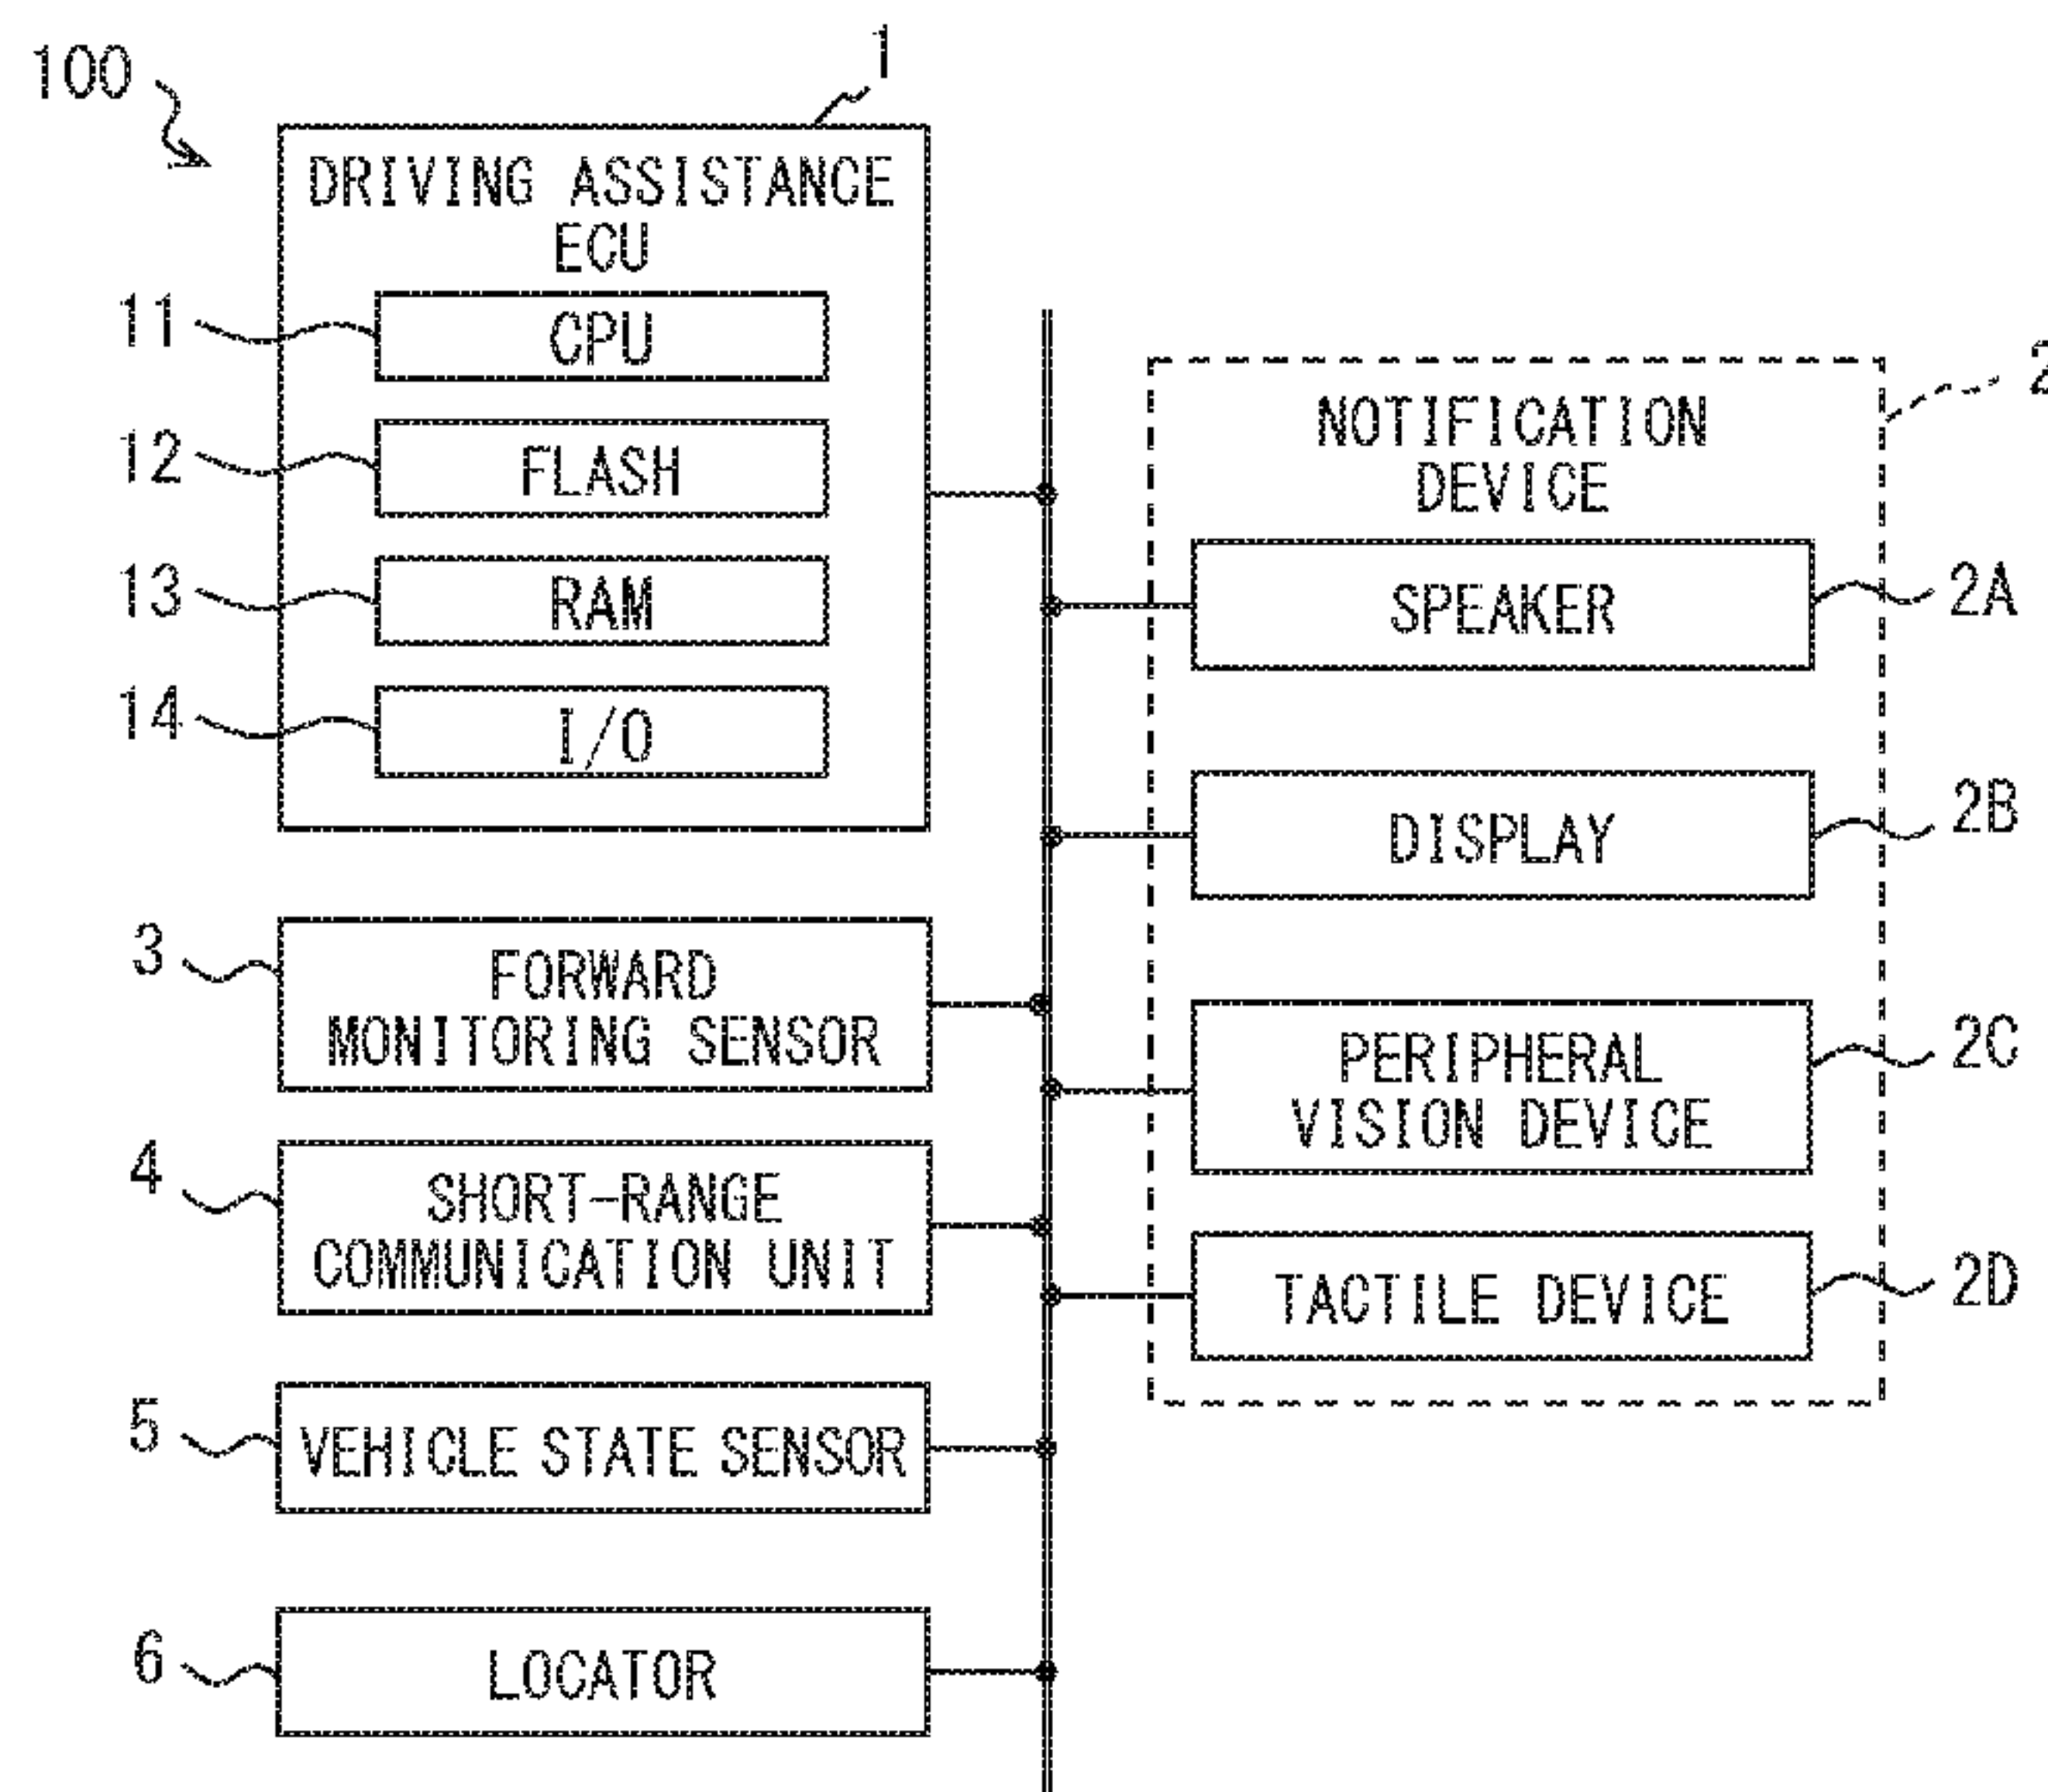 100
1
DRIVING ASSISTANCE
ECU
11
CPU
12
FLASH
13
RAM
14
I/O
2
NOTIFICATION
DEVICE
SPEAKER
2A
DISPLAY
2B
PERIPHERAL
VISION DEVICE
2C
TACTILE DEVICE
2D
3
FORWARD
MONITORING SENSOR
4
SHORT-RANGE
COMMUNICATION UNIT
5
VEHICLE STATE SENSOR
6
LOCATOR